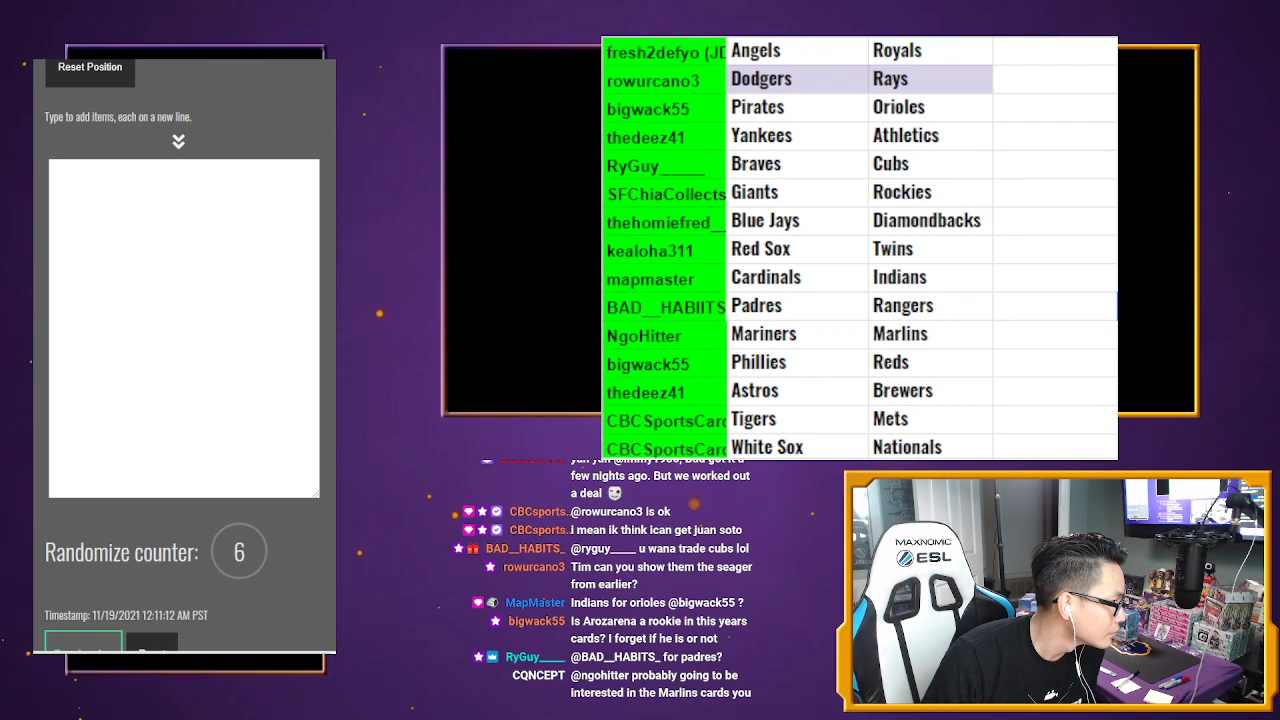 Reset Position
Type to add items, each on a new line.
Randomize counter: 6
Timestamp: 11/19/2021 12:11:12 AM PST
fresh2defyo (JD Angels Royals
rowurcano3 Dodgers Rays
bigwack55 Pirates Orioles
thedeez41 Yankees Athletics
RyGuy_____ Braves Cubs
SFChiaCollects Giants Rockies
thehomiefred__ Blue Jays Diamondbacks
kealoha311 Red Sox Twins
mapmaster Cardinals Indians
BAD__HABIITS Padres Rangers
NgoHitter Mariners Marlins
bigwack55 Phillies Reds
thedeez41 Astros Brewers
CBCSportsCard Tigers Mets
CBCSportsCard White Sox Nationals
few nights ago. But we worked out
a deal
CBCsports.. @rowurcano3 is ok
CBCsports.. i mean ik think ican get juan soto
BAD__HABITS_ @ryguy_____ u wana trade cubs lol
rowurcano3 Tim can you show them the seager
from earlier?
MapMaster Indians for orioles @bigwack55 ?
bigwack55 Is Arozarena a rookie in this years
cards? I forget if he is or not
RyGuy_____ @BAD__HABITS_ for padres?
CQNCEPT @ngohitter probably going to be
interested in the Marlins cards you
MAXNOMIC
ESL